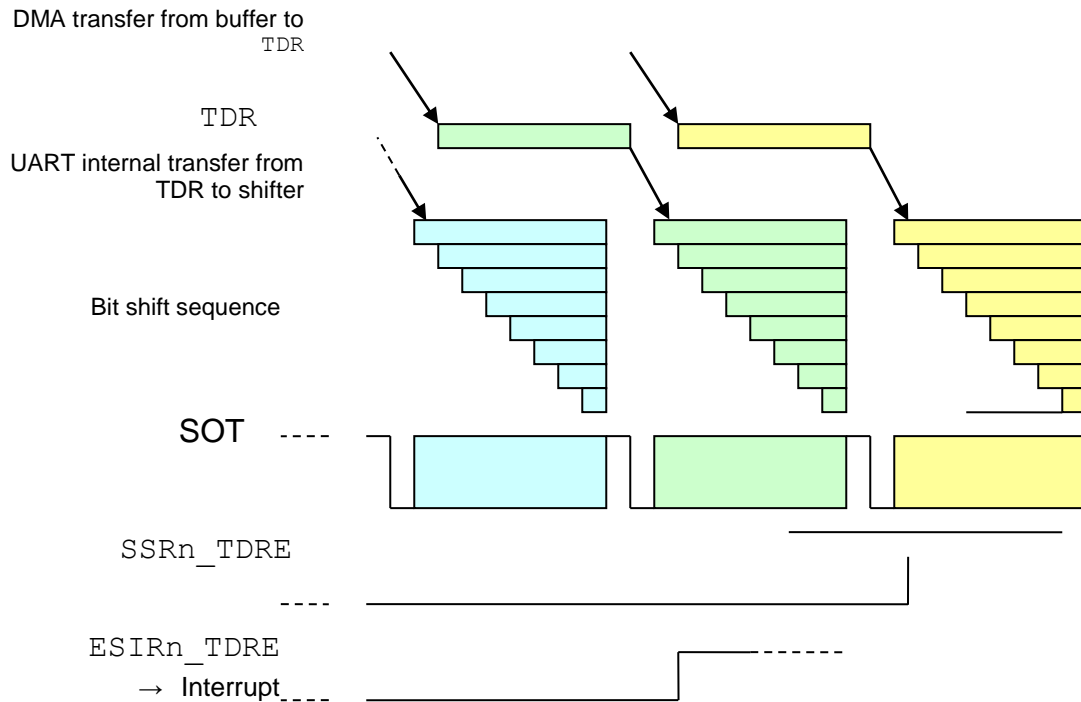 DMA transfer from buffer to
TDR
TDR
UART internal transfer from
TDR to shifter
Bit shift sequence
SOT
SSRn_TDRE
ESIRn_TDRE
→ Interrupt